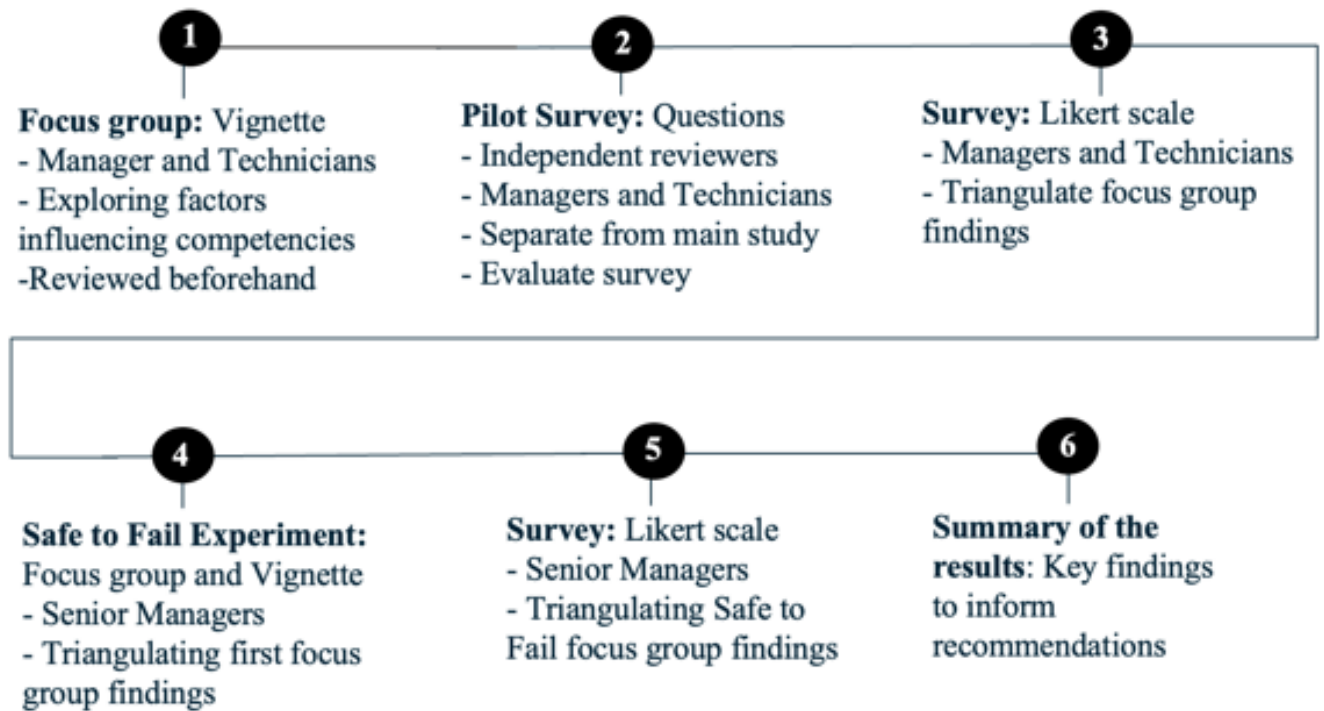 1
Focus group: Vignette
- Manager and Technicians
- Exploring factors
influencing competencies
-Reviewed beforehand
2
Pilot Survey: Questions
- Independent reviewers
- Managers and Technicians
- Separate from main study
- Evaluate survey
3
Survey: Likert scale
- Managers and Technicians
- Triangulate focus group
findings
4
Safe to Fail Experiment:
Focus group and Vignette
- Senior Managers
- Triangulating first focus
group findings
5
Survey: Likert scale
- Senior Managers
- Triangulating Safe to
Fail focus group findings
6
Summary of the
results: Key findings
to inform
recommendations